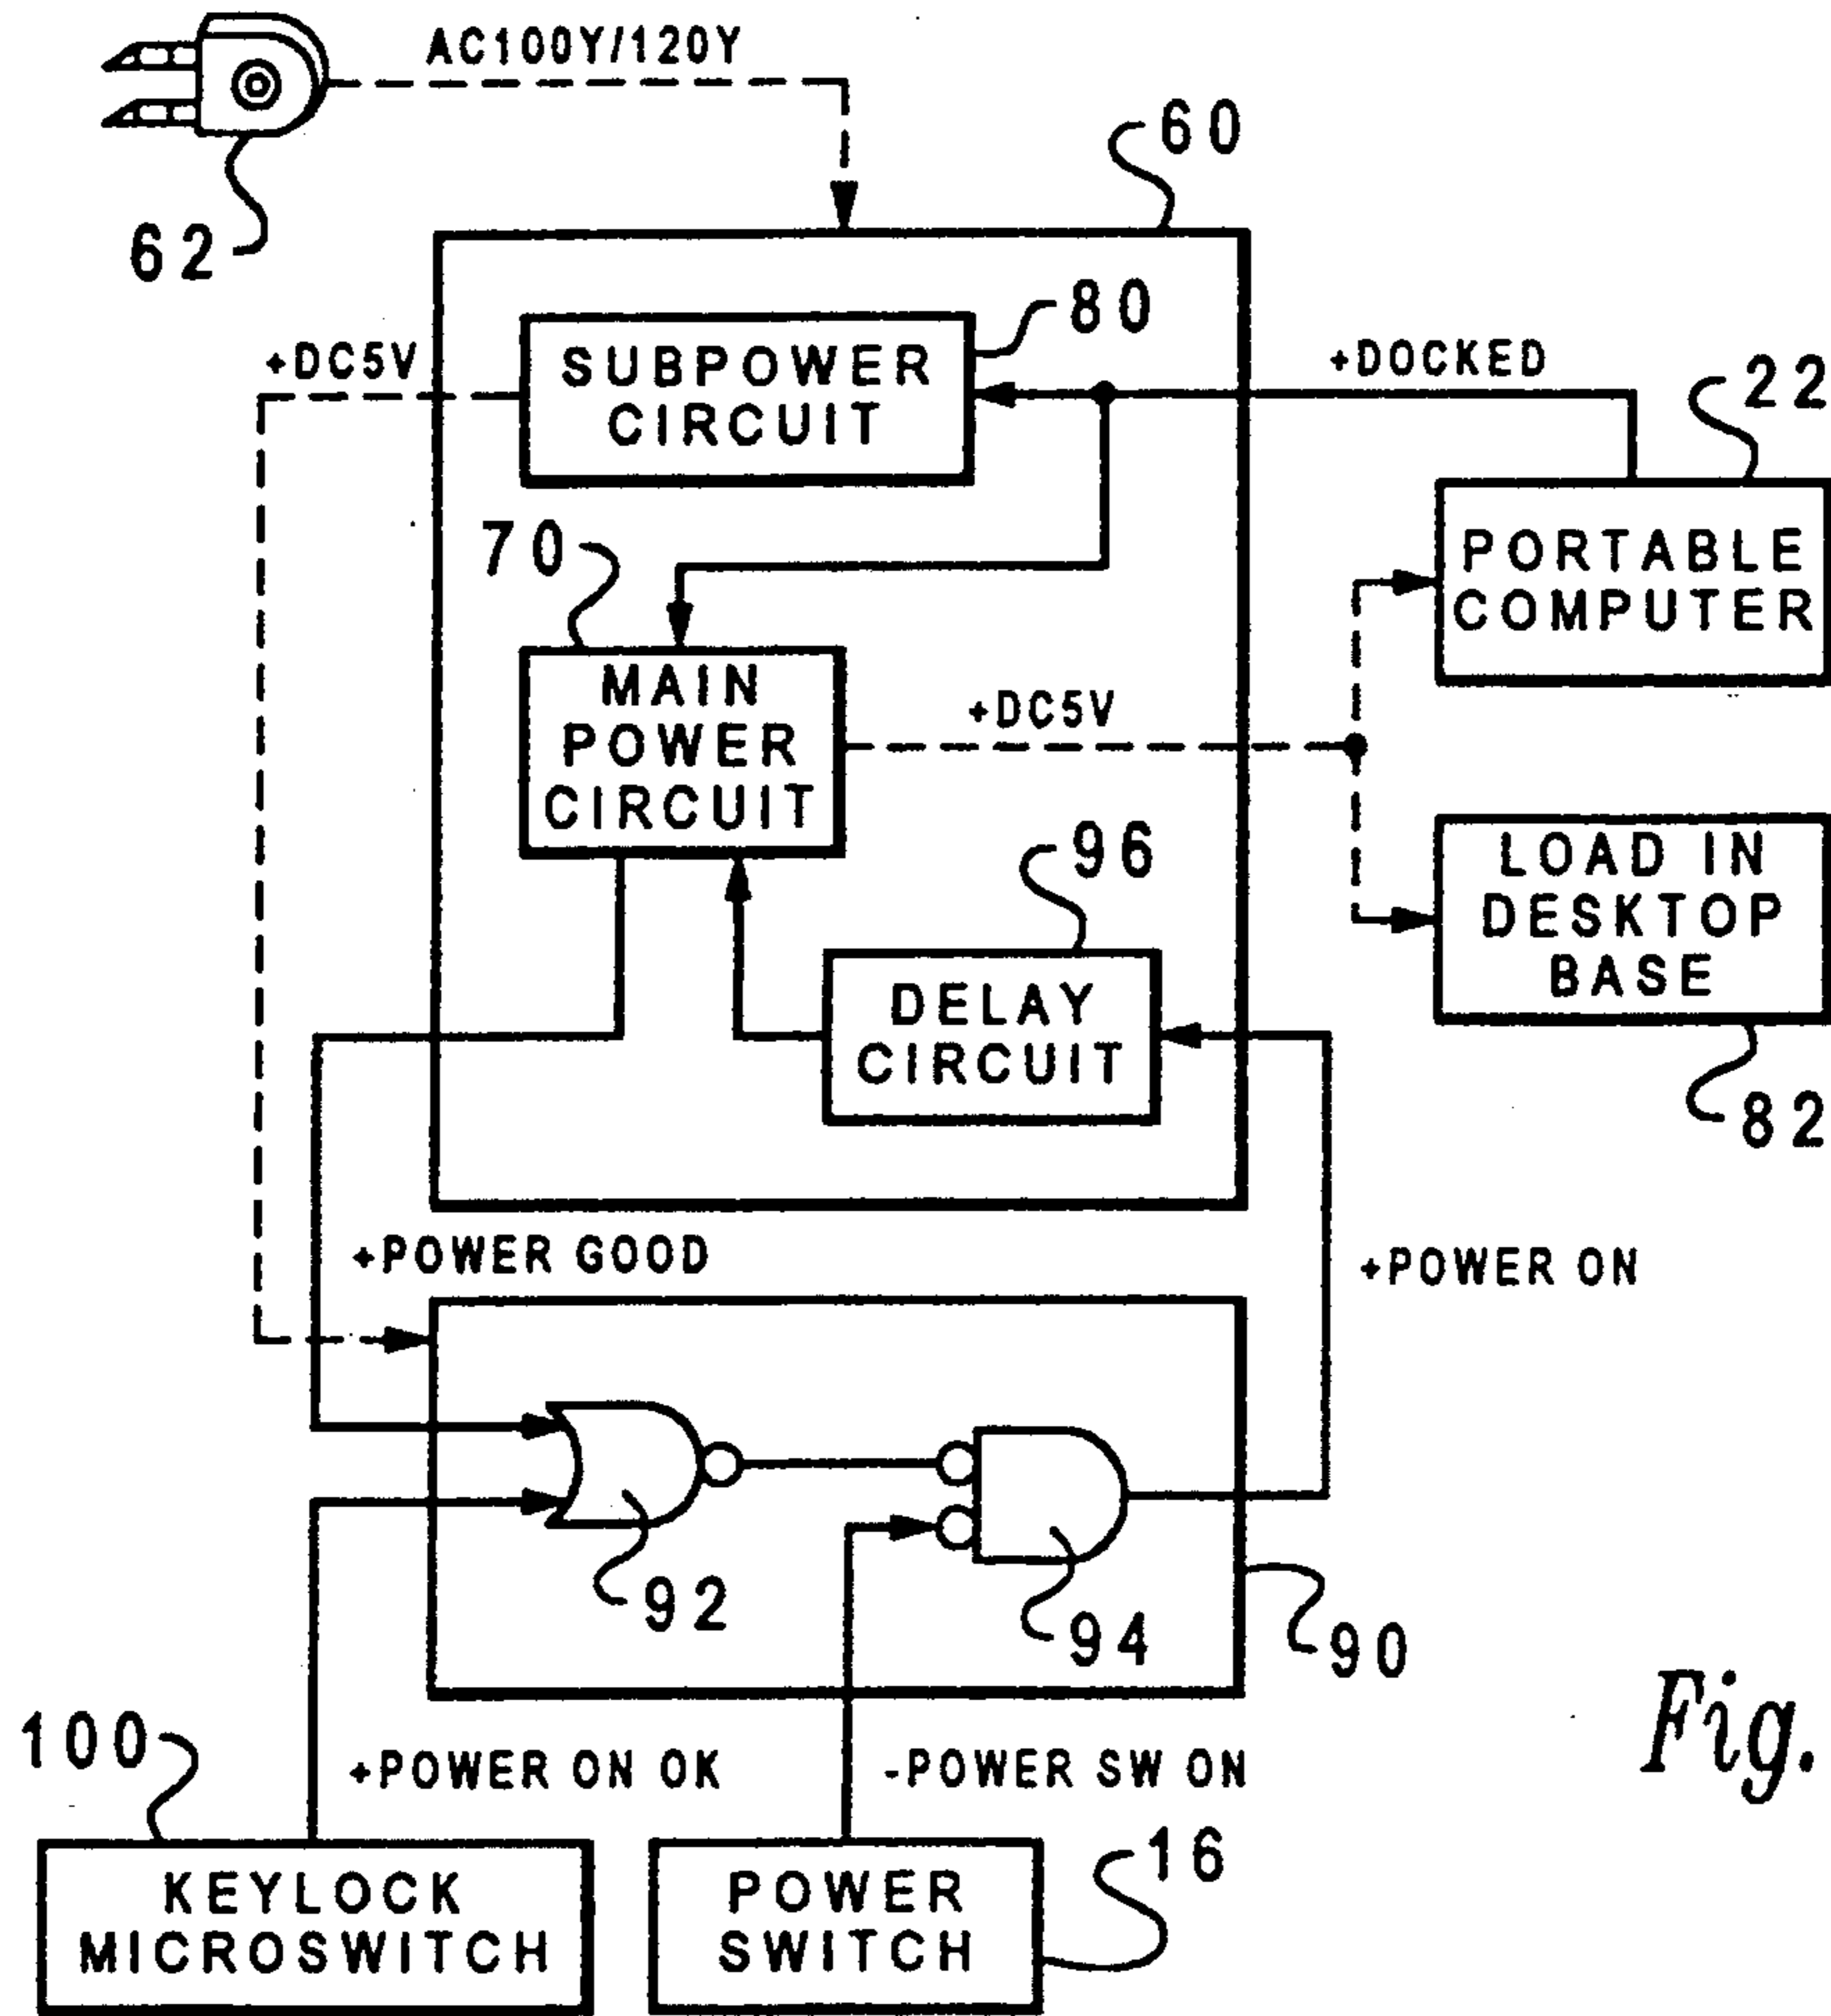 AC100Y/120Y
60
62
80
SUBPOWER
CIRCUIT
+DC5V
+DOCKED
22
70
PORTABLE
COMPUTER
MAIN
POWER
CIRCUIT
+DC5V
96
LOAD IN
DESKTOP
BASE
DELAY
CIRCUIT
82
+POWER GOOD
+POWER ON
92
94
90
Fig.
100
+POWER ON OK
-POWER SW ON
16
KEYLOCK
MICROSWITCH
POWER
SWITCH